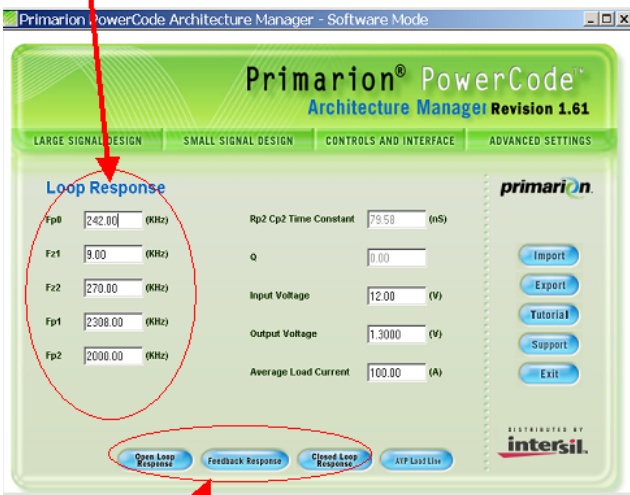 Primarion PowerCode Architecture Manager - Software Mode
Primarion® PowerCode™
Architecture Manager Revision 1.61
LARGE SIGNAL DESIGN SMALL SIGNAL DESIGN CONTROLS AND INTERFACE ADVANCED SETTINGS
Loop Response
primarion.
Fp0 242.00 (KHz) Rp2 Cp2 Time Constant 79.58 (nS)
Fz1 9.00 (KHz) Q 0.00
Import
Fz2 270.00 (KHz) Input Voltage 12.00 (V)
Export
Tutorial
Fp1 2308.00 (KHz) Output Voltage 1.3000 (V)
Support
Fp2 2000.00 (KHz) Average Load Current 100.00 (A)
Exit
DISTRIBUTED BY
intersil.
Open Loop Response Feedback Response Closed Loop Response AVP Load Line